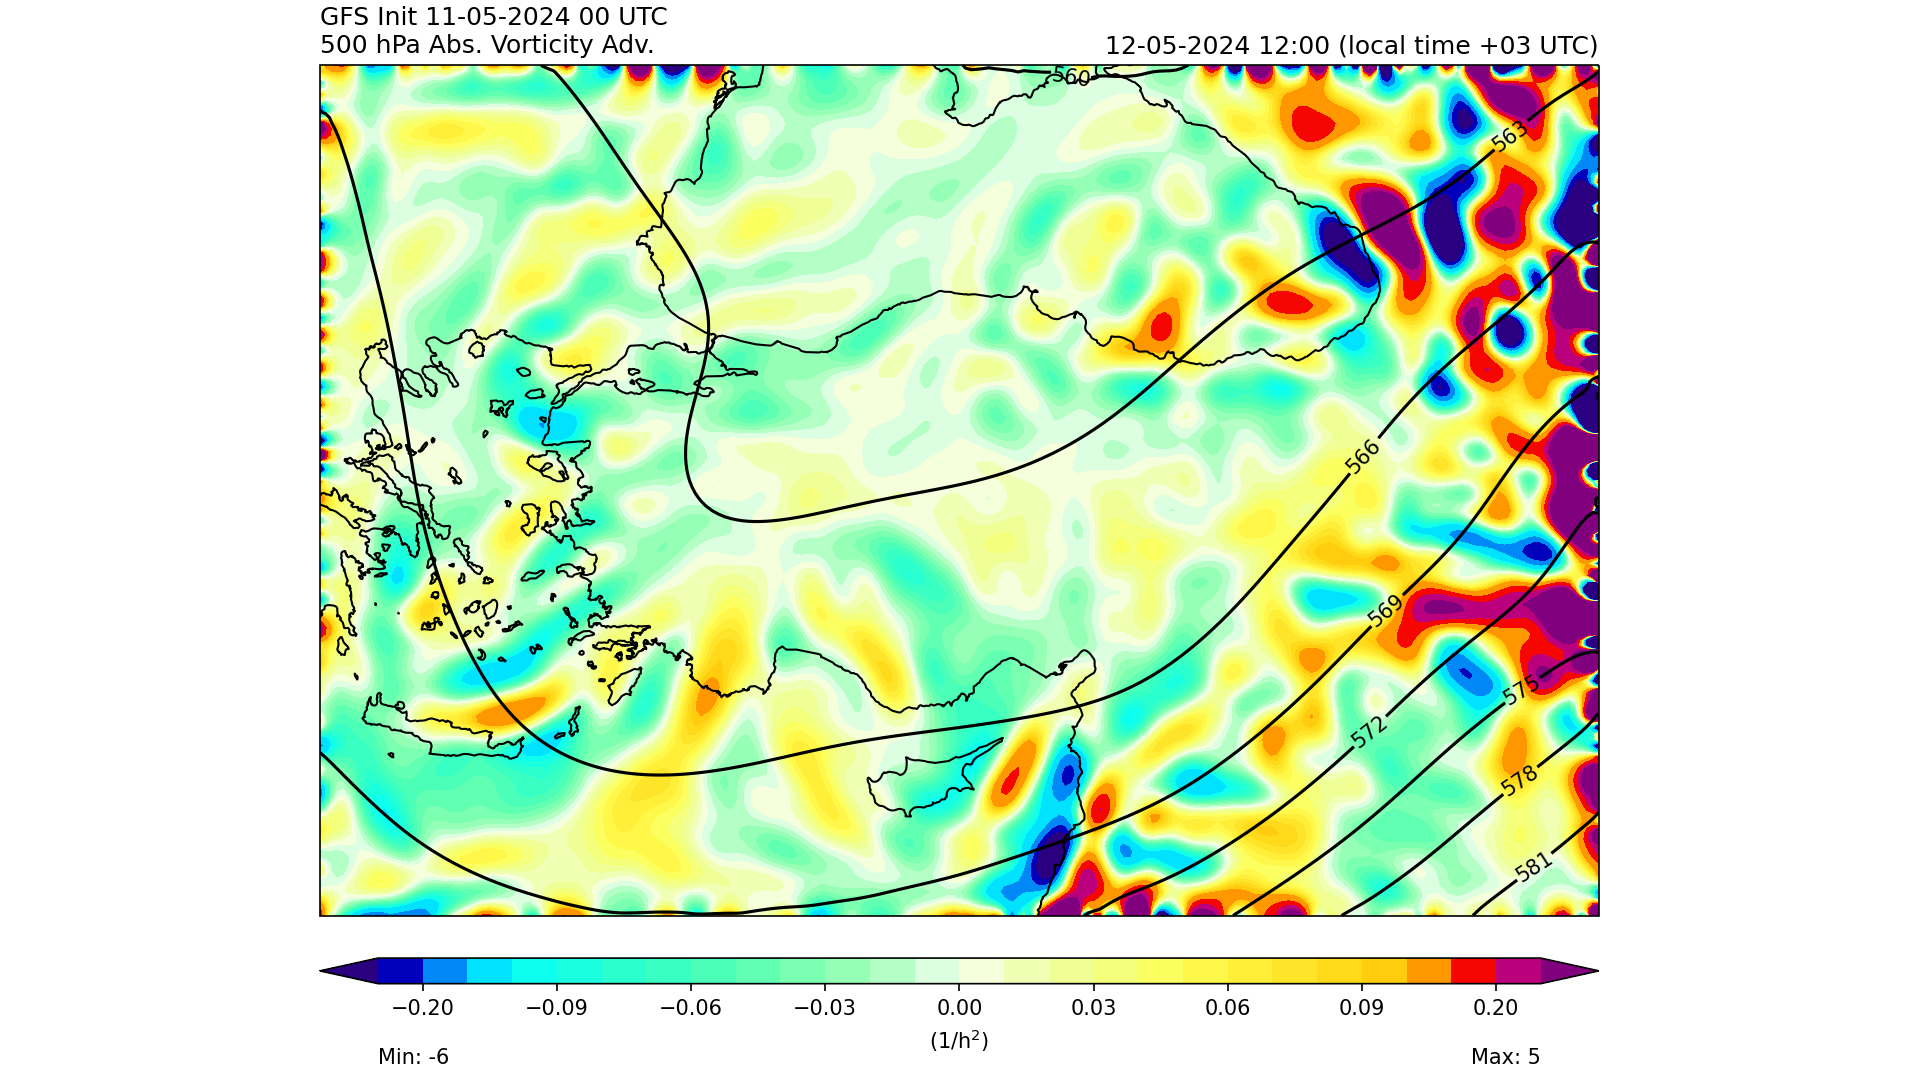 GFS Init 11-05-2024 00 UTC
500 hPa Abs. Vorticity Adv.
12-05-2024 12:00 (local time +03 UTC)
560
563
566
569
572
575
578
581
−0.20 −0.09 −0.06 −0.03 0.00 0.03 0.06 0.09 0.20
(1/h²)
Min: -6
Max: 5